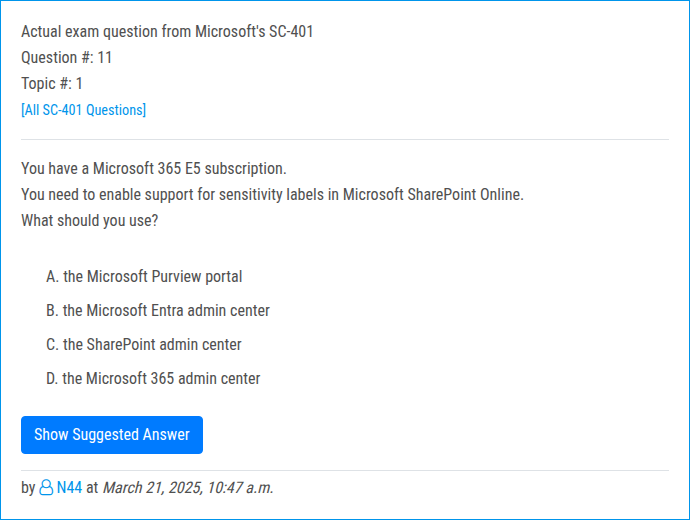 Actual exam question from Microsoft's SC-401
Question #: 11
Topic #: 1
[All SC-401 Questions]
You have a Microsoft 365 E5 subscription.
You need to enable support for sensitivity labels in Microsoft SharePoint Online.
What should you use?
A. the Microsoft Purview portal
B. the Microsoft Entra admin center
C. the SharePoint admin center
D. the Microsoft 365 admin center
Show Suggested Answer
by N44 at March 21, 2025, 10:47 a.m.